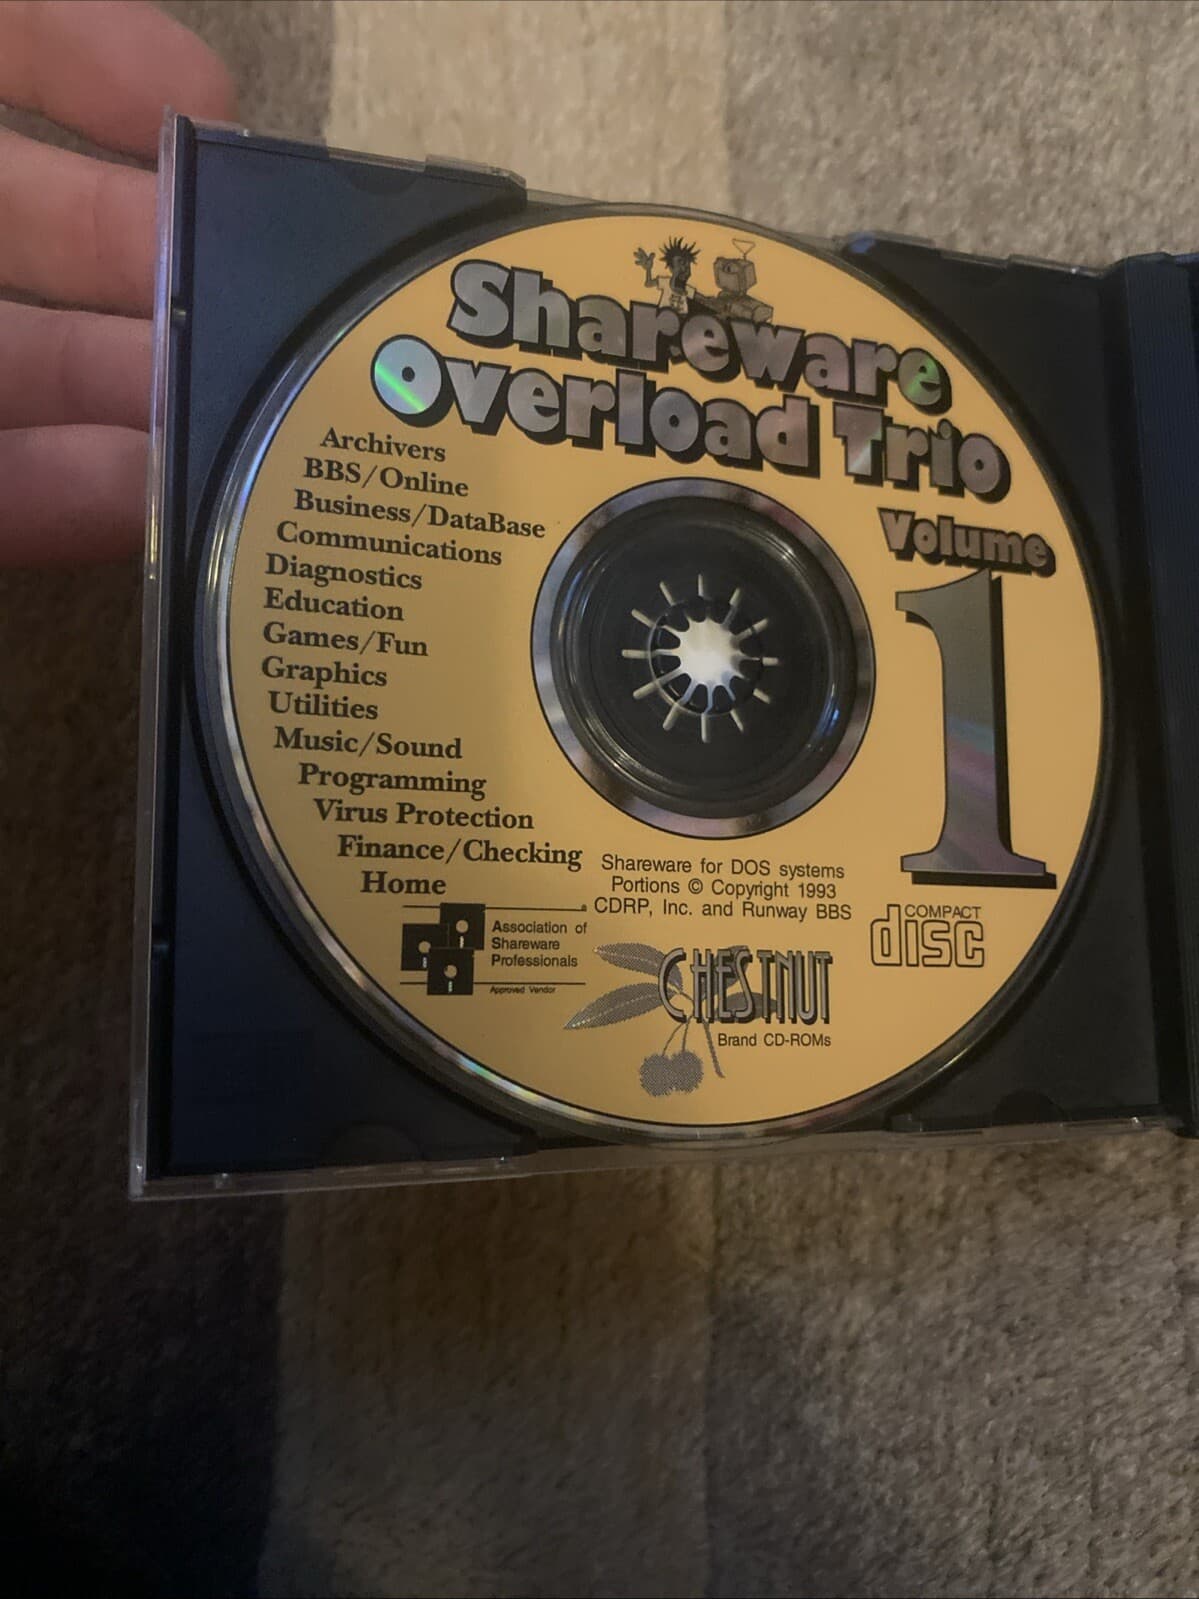 Shareware
Overload Trio
Volume
1
Archivers
BBS/Online
Business/DataBase
Communications
Diagnostics
Education
Games/Fun
Graphics
Utilities
Music/Sound
Programming
Virus Protection
Finance/Checking
Home
Shareware for DOS systems
Portions © Copyright 1993
CDRP, Inc. and Runway BBS
Association of
Shareware
Professionals
Approved Vendor
CHESTNUT
Brand CD-ROMs
COMPACT
disc